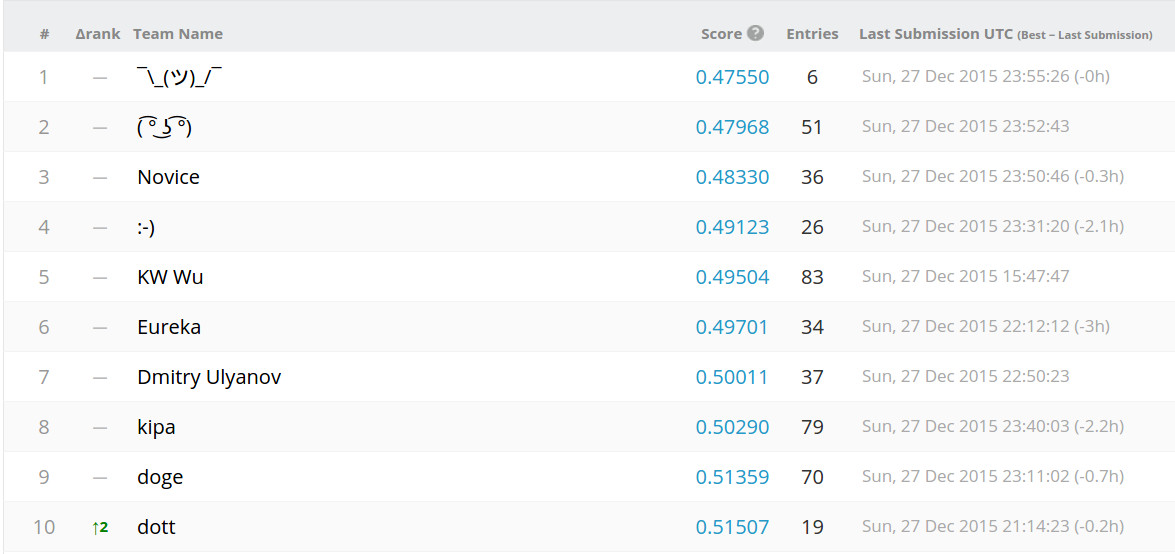 # Δrank Team Name Score ? Entries Last Submission UTC (Best − Last Submission)
1 — ¯\_(ツ)_/¯ 0.47550 6 Sun, 27 Dec 2015 23:55:26 (-0h)
2 — ( ͡° ͜ʖ ͡°) 0.47968 51 Sun, 27 Dec 2015 23:52:43
3 — Novice 0.48330 36 Sun, 27 Dec 2015 23:50:46 (-0.3h)
4 — :-) 0.49123 26 Sun, 27 Dec 2015 23:31:20 (-2.1h)
5 — KW Wu 0.49504 83 Sun, 27 Dec 2015 15:47:47
6 — Eureka 0.49701 34 Sun, 27 Dec 2015 22:12:12 (-3h)
7 — Dmitry Ulyanov 0.50011 37 Sun, 27 Dec 2015 22:50:23
8 — kipa 0.50290 79 Sun, 27 Dec 2015 23:40:03 (-2.2h)
9 — doge 0.51359 70 Sun, 27 Dec 2015 23:11:02 (-0.7h)
10 ↑2 dott 0.51507 19 Sun, 27 Dec 2015 21:14:23 (-0.2h)